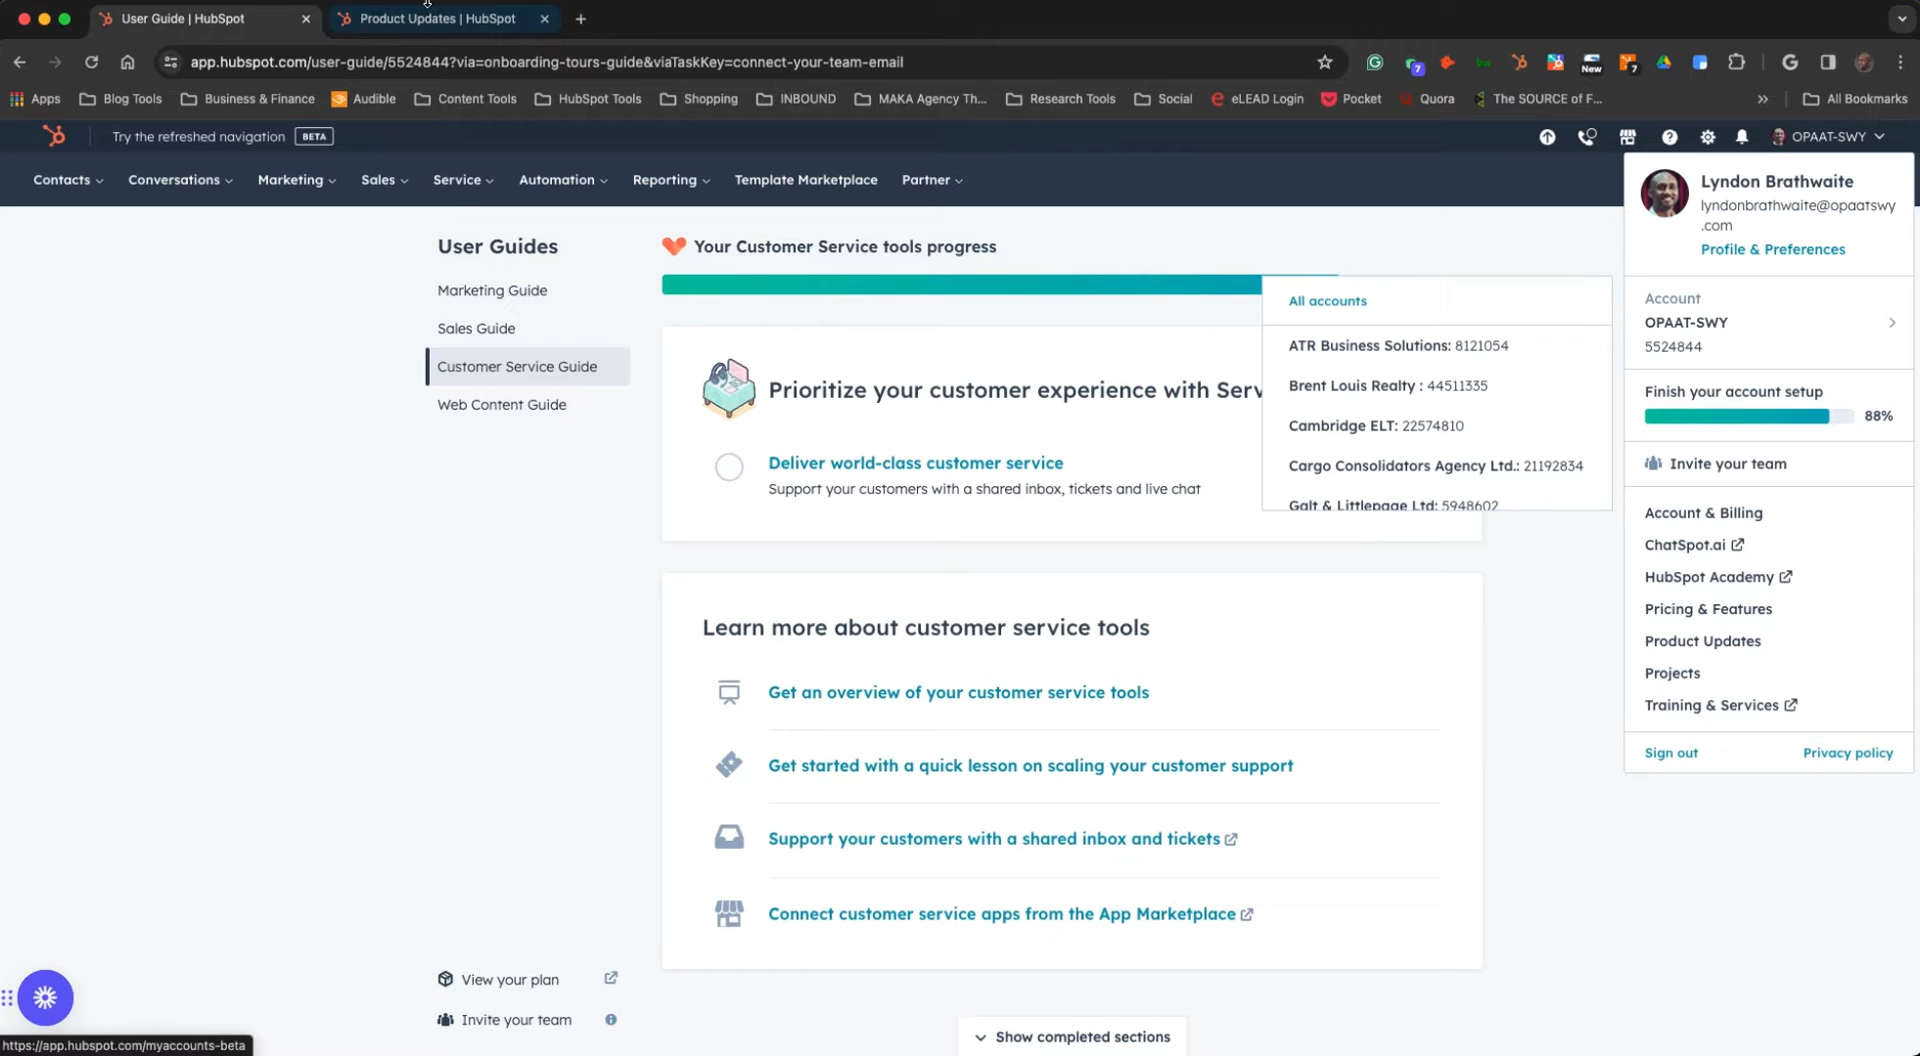 User Guide | HubSpot
Product Updates | HubSpot
app.hubspot.com/user-guide/5524844?via=onboarding-tours-guide&viaTaskKey=connect-your-team-email
7
New
7
Apps
Blog Tools
Business & Finance
Audible
Content Tools
HubSpot Tools
Shopping
INBOUND
MAKA Agency Th...
Research Tools
Social
eLEAD Login
Pocket
Quora
The SOURCE of F...
All Bookmarks
Try the refreshed navigation BETA
OPAAT-SWY
Contacts
Conversations
Marketing
Sales
Service
Automation
Reporting
Template Marketplace
Partner
User Guides
Marketing Guide
Sales Guide
Customer Service Guide
Web Content Guide
View your plan
Invite your team
Your Customer Service tools progress
Prioritize your customer experience with Serv
Deliver world-class customer service
Support your customers with a shared inbox, tickets and live chat
Learn more about customer service tools
Get an overview of your customer service tools
Get started with a quick lesson on scaling your customer support
Support your customers with a shared inbox and tickets
Connect customer service apps from the App Marketplace
Show completed sections
All accounts
ATR Business Solutions: 8121054
Brent Louis Realty : 44511335
Cambridge ELT: 22574810
Cargo Consolidators Agency Ltd.: 21192834
Galt & Littlepage Ltd: 5948602
Lyndon Brathwaite
lyndonbrathwaite@opaatswy
.com
Profile & Preferences
Account
OPAAT-SWY
5524844
Finish your account setup
88%
Invite your team
Account & Billing
ChatSpot.ai
HubSpot Academy
Pricing & Features
Product Updates
Projects
Training & Services
Sign out
Privacy policy
https://app.hubspot.com/myaccounts-beta